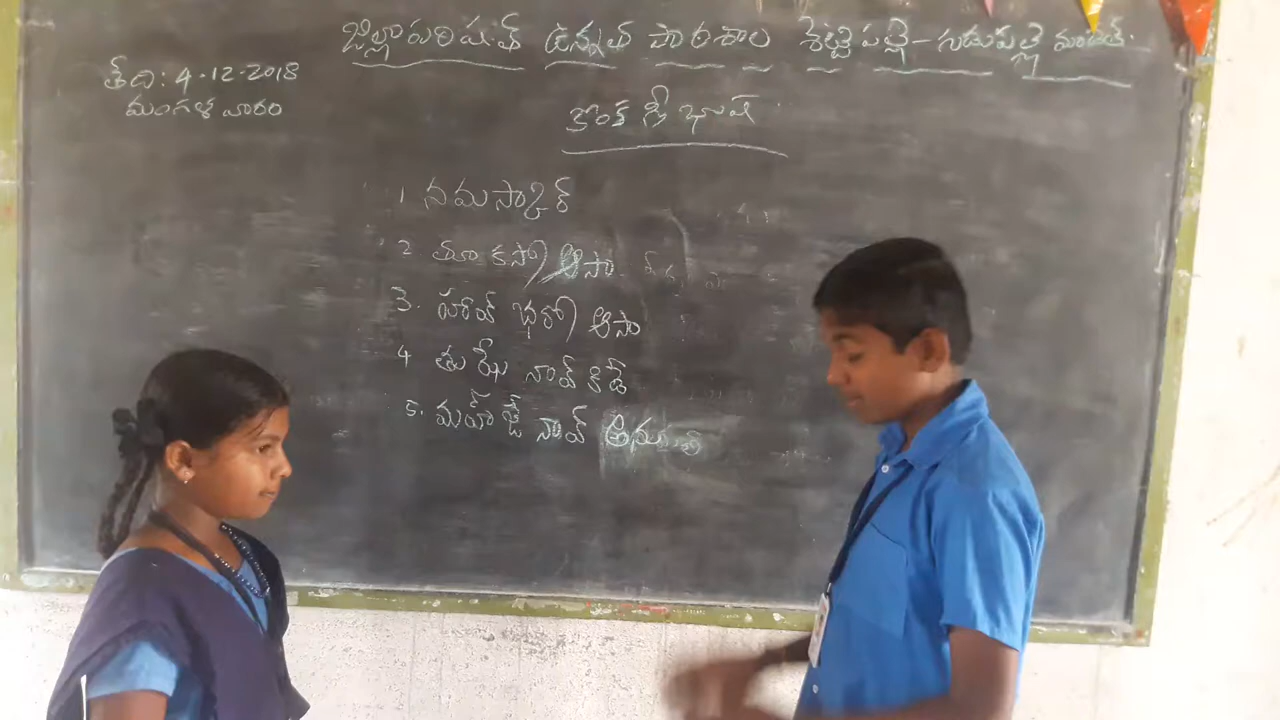 జిల్లా పరిషత్ ఉన్నత పాఠశాల శెట్టిపల్లె-గుడుపల్లె మండల్.
తేది: 4.12.2018
మంగళవారం
కొంకణీ భాష
1 నమస్కార్
2 తూ కసో ఆసా
3. హావ్ భరో ఆసా
4 తుఝే నావ్ కిడే
5. మహజే నావ్